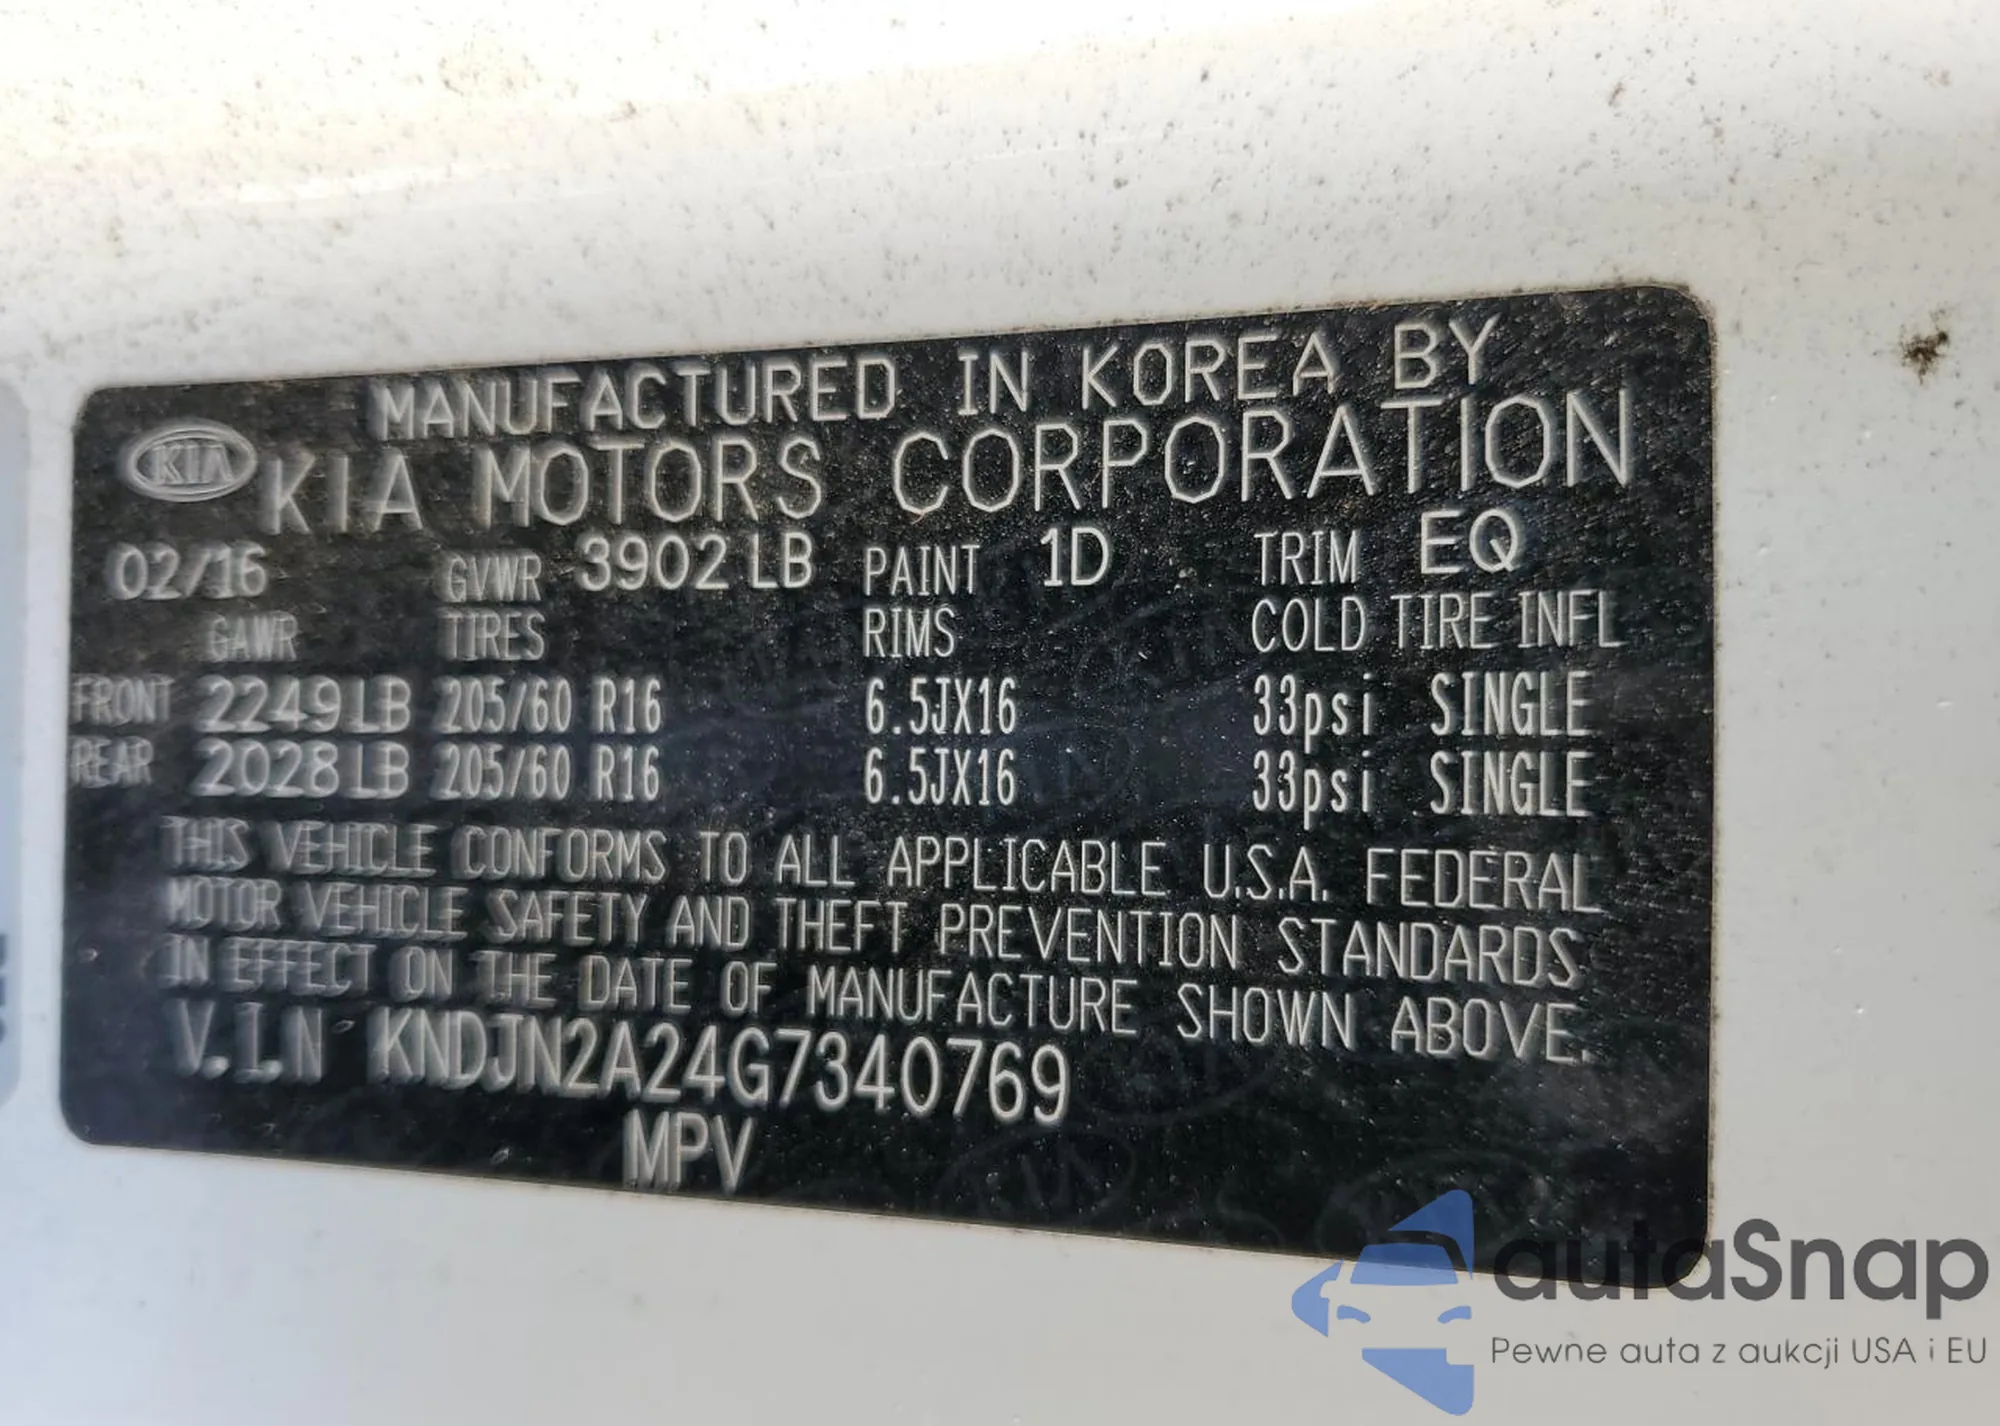 MANUFACTURED IN KOREA BY
KIA KIA MOTORS CORPORATION
02/16 GVWR 3902 LB PAINT 1D TRIM EQ
GAWR TIRES RIMS COLD TIRE INFL
FRONT 2249 LB 205/60 R16 6.5JX16 33psi SINGLE
REAR 2028 LB 205/60 R16 6.5JX16 33psi SINGLE
THIS VEHICLE CONFORMS TO ALL APPLICABLE U.S.A. FEDERAL
MOTOR VEHICLE SAFETY AND THEFT PREVENTION STANDARDS
IN EFFECT ON THE DATE OF MANUFACTURE SHOWN ABOVE.
V.I.N KNDJN2A24G7340769
MPV
autaSnap
Pewne auta z aukcji USA i EU